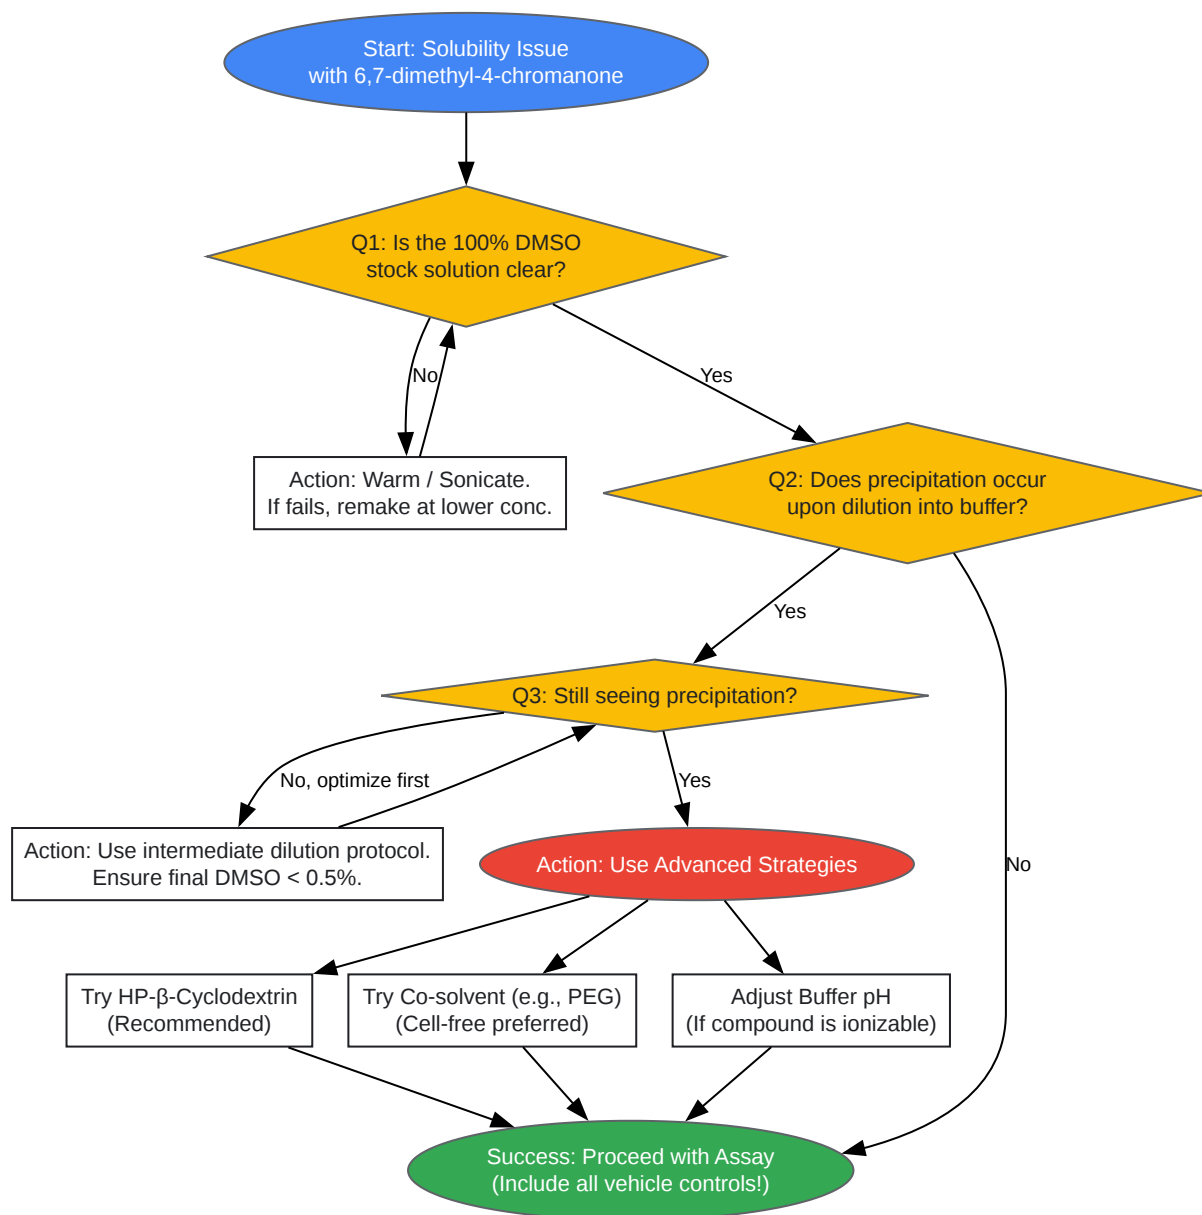 Start: Solubility Issue
with 6,7-dimethyl-4-chromanone
Q1: Is the 100% DMSO
stock solution clear?
No
Yes
Action: Warm / Sonicate.
If fails, remake at lower conc.
Q2: Does precipitation occur
upon dilution into buffer?
Yes
Q3: Still seeing precipitation?
No, optimize first
Yes
Action: Use intermediate dilution protocol.
Ensure final DMSO < 0.5%.
Action: Use Advanced Strategies
No
Try HP-β-Cyclodextrin
(Recommended)
Try Co-solvent (e.g., PEG)
(Cell-free preferred)
Adjust Buffer pH
(If compound is ionizable)
Success: Proceed with Assay
(Include all vehicle controls!)